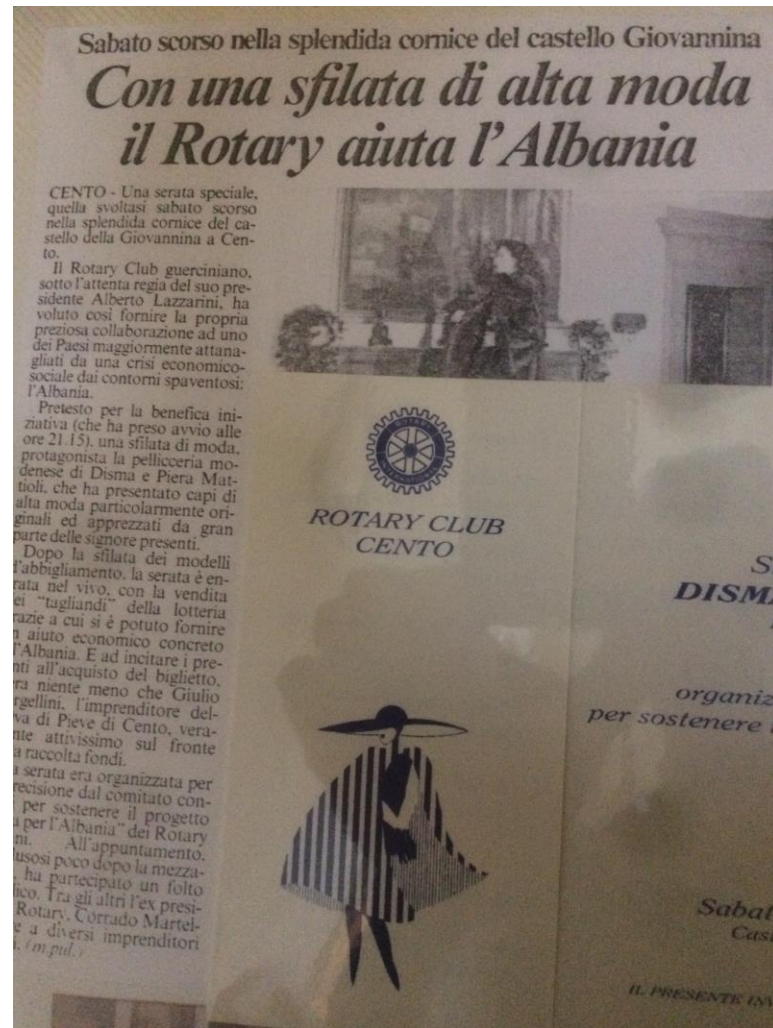 Sabato scorso nella splendida cornice del castello Giovannina
Con una sfilata di alta moda
il Rotary aiuta l'Albania
CENTO - Una serata speciale,
quella svoltasi sabato scorso
nella splendida cornice del ca-
stello della Giovannina a Cen-
to.
Il Rotary Club guerciniano,
sotto l'attenta regia del suo pre-
sidente Alberto Lazzarini, ha
voluto così fornire la propria
preziosa collaborazione ad uno
dei Paesi maggiormente attana-
gliati da una crisi economico-
sociale dai contorni spaventosi:
l'Albania.
Pretesto per la benefica ini-
ziativa (che ha preso avvio alle
ore 21.15), una sfilata di moda,
protagonista la pellicceria mo-
denese di Disma e Piera Mat-
tioli, che ha presentato capi di
alta moda particolarmente ori-
ginali ed apprezzati da gran
parte delle signore presenti.
Dopo la sfilata dei modelli
d'abbigliamento, la serata è en-
rata nel vivo, con la vendita
ei "tagliandi" della lotteria
razie a cui si è potuto fornire
n aiuto economico concreto
l'Albania. E ad incitare i pre-
nti all'acquisto del biglietto,
ra niente meno che Giulio
rgellini, l'imprenditore del-
va di Pieve di Cento, vera-
nte attivissimo sul fronte
a raccolta fondi.
a serata era organizzata per
recisione dal comitato con-
per sostenere il progetto
a per l'Albania" dei Rotary
ni. All'appuntamento,
lusosi poco dopo la mezza-
, ha partecipato un folto
ico. Tra gli altri l'ex presi-
Rotary, Corrado Martel-
e a diversi imprenditori
i. (m.pul.)
ROTARY
INTERNATIONAL
ROTARY CLUB
CENTO
S
DISMA
organiz
per sostenere
Sabat
Cas
IL PRESENTE INV